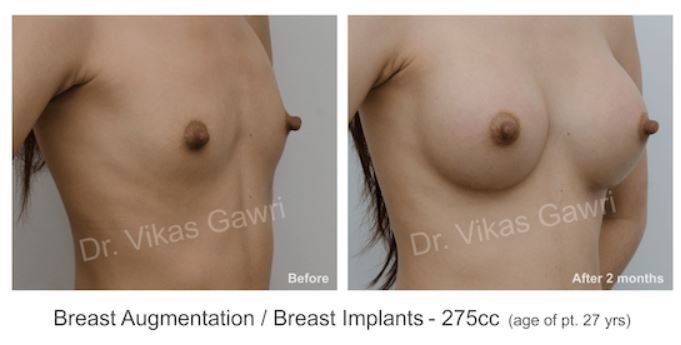 Dr. Vikas Gawri
Before
Dr. Vikas Gawri
After 2 months
Breast Augmentation / Breast Implants - 275cc (age of pt. 27 yrs)